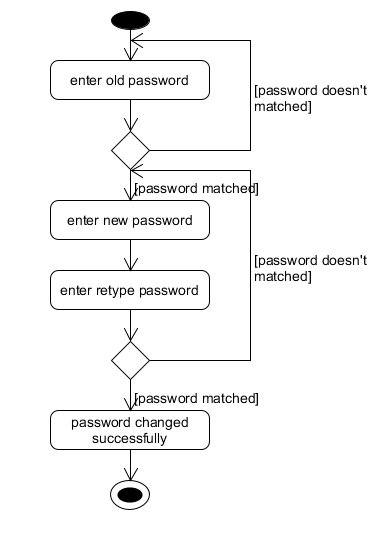 enter old password
[password doesn't
matched]
[password matched]
enter new password
[password doesn't
matched]
enter retype password
[password matched]
password changed
successfully